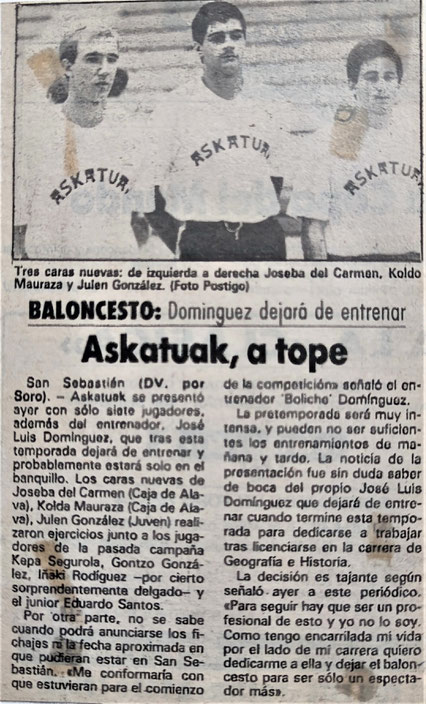 ASKATUA,
ASKATUA,
ASKATUA,
Tres caras nuevas: de izquierda a derecha Joseba del Carmen, Koldo
Mauraza y Julen González. (Foto Postigo)
BALONCESTO: Dominguez dejará de entrenar
Askatuak, a tope
San Sebastián (DV. por
Soro). – Askatuak se presentó
ayer con sólo siete jugadores,
además del entrenador, José
Luis Domínguez, que tras esta
temporada dejará de entrenar y
probablemente estará solo en el
banquillo. Los caras nuevas de
Joseba del Carmen (Caja de Ala-
va), Kolda Mauraza (Caja de Ala-
va), Julen González (Juven) reali-
zaron ejercicios junto a los juga-
dores de la pasada campaña
Kepa Segurola, Gontzo Gonzá-
lez, Iñaki Rodíguez –por cierto
sorprendentemente delgado– y
el junior Eduardo Santos.
Por otra parte, no se sabe
cuando podrá anunciarse los fi-
chajes ni la fecha aproximada en
que pudieran estar en San Se-
bastián. «Me conformaría con
que estuvieran para el comienzo
de la competición» señaló el en-
trenador 'Boliche' Domínguez.
La pretemporada será muy in-
tensa, y pueden no ser suficien-
tes los entrenamientos de ma-
ñana y tarde. La noticia de la
presentación fue sin duda saber
de boca del propio José Luis
Domínguez que dejará de entre-
nar cuando termine esta tempo-
rada para dedicarse a trabajar
tras licenciarse en la carrera de
Geografía e Historia.
La decisión es tajante según
señaló ayer a este periódico.
«Para seguir hay que ser un pro-
fesional de esto y yo no lo soy.
Como tengo encarrilada mi vida
por el lado de mi carrera quiero
dedicarme a ella y dejar el balon-
cesto para ser sólo un especta-
dor más».